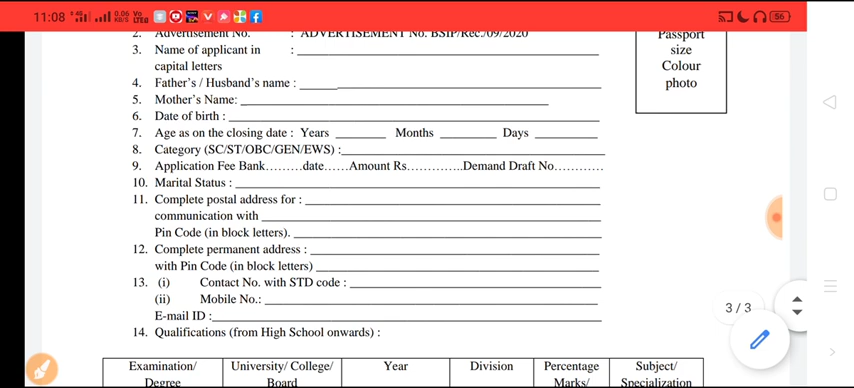 11:08 0.06 KB/S Vo LTE 56
2. Advertisement No. : ADVERTISEMENT No. BSIP/Rec./09/2020
Passport
size
Colour
photo
3. Name of applicant in :
capital letters
4. Father's / Husband's name :
5. Mother's Name:
6. Date of birth :
7. Age as on the closing date : Years Months Days
8. Category (SC/ST/OBC/GEN/EWS) :
9. Application Fee Bank………date……Amount Rs…………..Demand Draft No…………
10. Marital Status :
11. Complete postal address for :
communication with
Pin Code (in block letters).
12. Complete permanent address :
with Pin Code (in block letters)
13. (i) Contact No. with STD code :
(ii) Mobile No.:
E-mail ID :
3 / 3
14. Qualifications (from High School onwards) :
Examination/ University/ College/ Year Division Percentage Subject/
Degree Board Marks/ Specialization